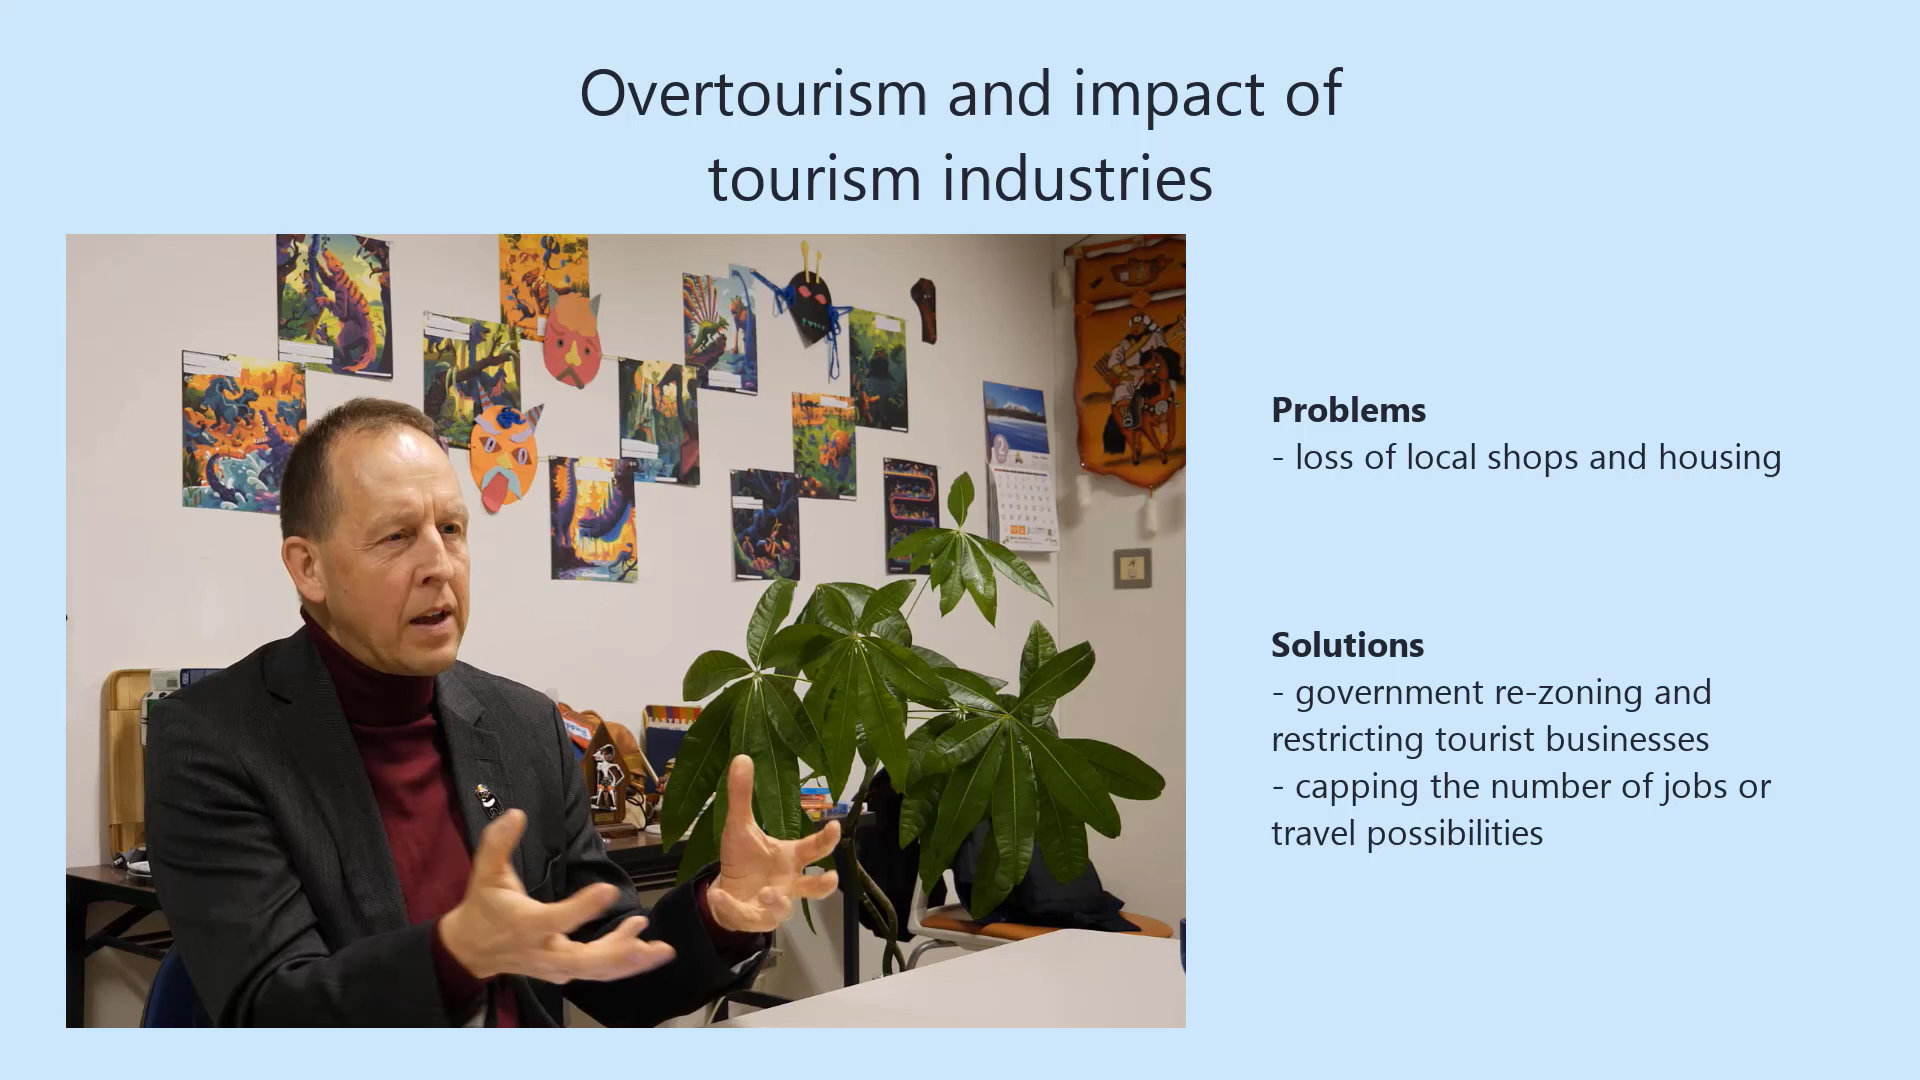 Overtourism and impact of
tourism industries
Problems
- loss of local shops and housing
Solutions
- government re-zoning and
restricting tourist businesses
- capping the number of jobs or
travel possibilities
2